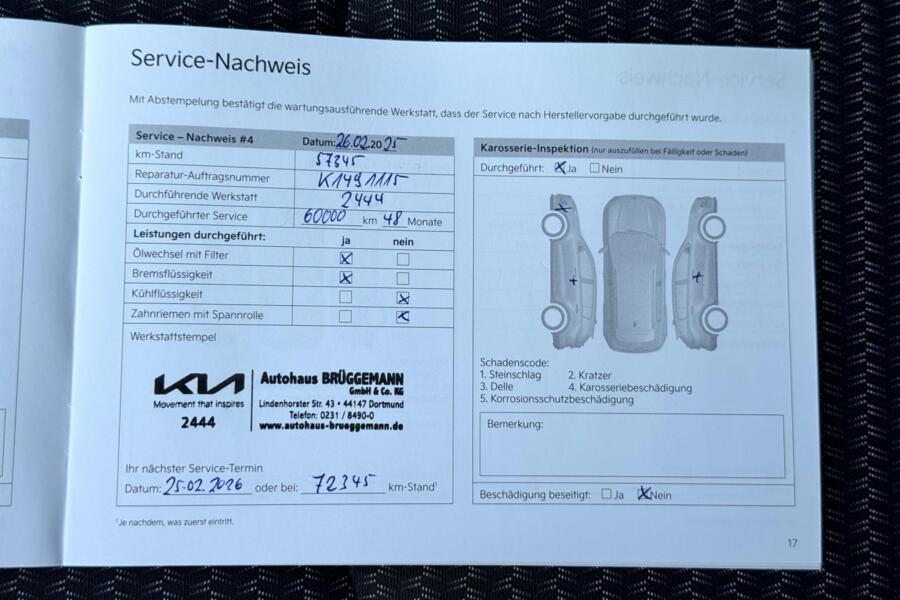 Service-Nachweis
Mit Abstempelung bestätigt die wartungsausführende Werkstatt, dass der Service nach Herstellervorgabe durchgeführt wurde.
Service – Nachweis #4 Datum: 26.02.2025
km-Stand 57345
Reparatur-Auftragsnummer K1491115
Durchführende Werkstatt 2444
Durchgeführter Service 60000 km 48 Monate
Leistungen durchgeführt: ja nein
Ölwechsel mit Filter
Bremsflüssigkeit
Kühlflüssigkeit
Zahnriemen mit Spannrolle
Werkstattstempel
KIA
Movement that inspires
2444
Autohaus BRÜGGEMANN
GmbH & Co. KG
Lindenhorster Str. 43 • 44147 Dortmund
Telefon: 0231 / 8490-0
www.autohaus-brueggemann.de
Ihr nächster Service-Termin
Datum: 25.02.2026 oder bei: 72345 km-Stand¹
¹Je nachdem, was zuerst eintritt.
Karosserie-Inspektion (nur auszufüllen bei Fälligkeit oder Schaden)
Durchgeführt: Ja Nein
Schadenscode:
1. Steinschlag 2. Kratzer
3. Delle 4. Karosseriebeschädigung
5. Korrosionsschutzbeschädigung
Bemerkung:
Beschädigung beseitigt: Ja Nein
17